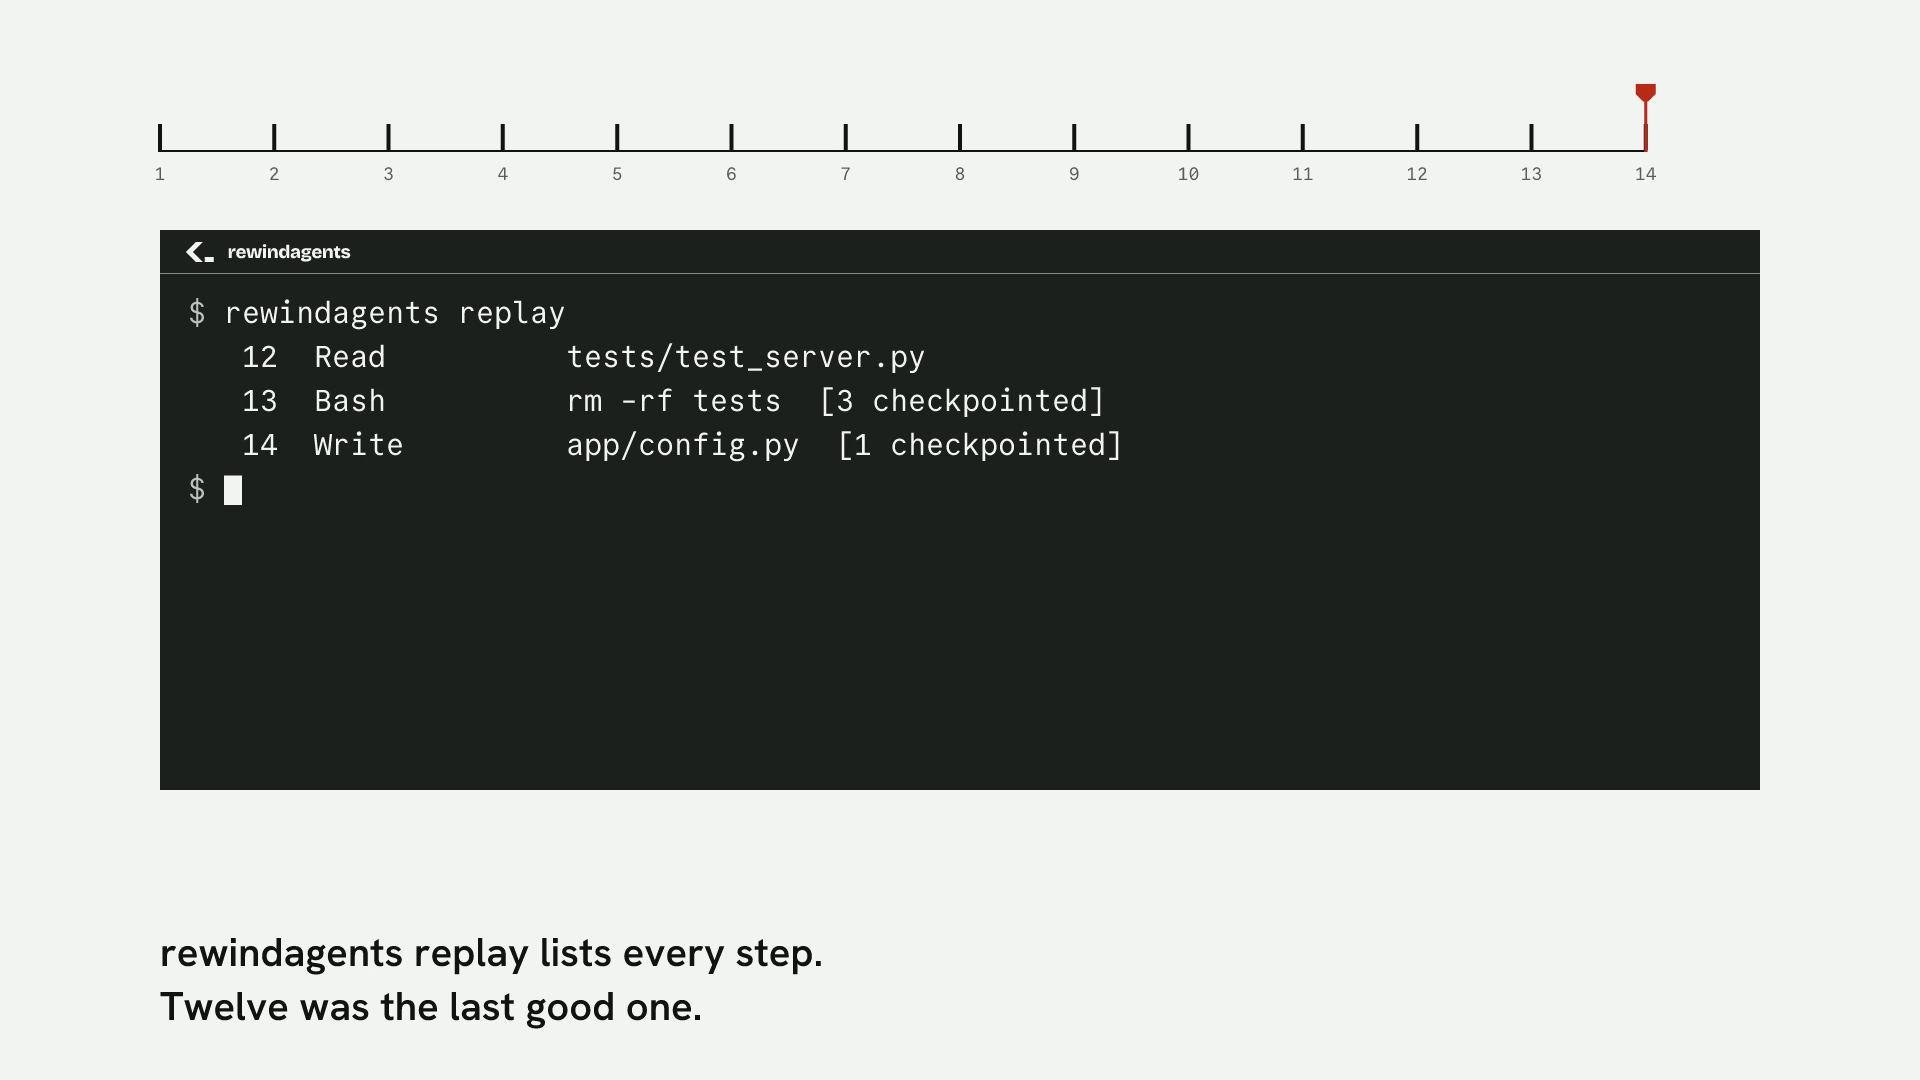 1 2 3 4 5 6 7 8 9 10 11 12 13 14
rewindagents
$ rewindagents replay
12 Read tests/test_server.py
13 Bash rm -rf tests [3 checkpointed]
14 Write app/config.py [1 checkpointed]
$
rewindagents replay lists every step.
Twelve was the last good one.